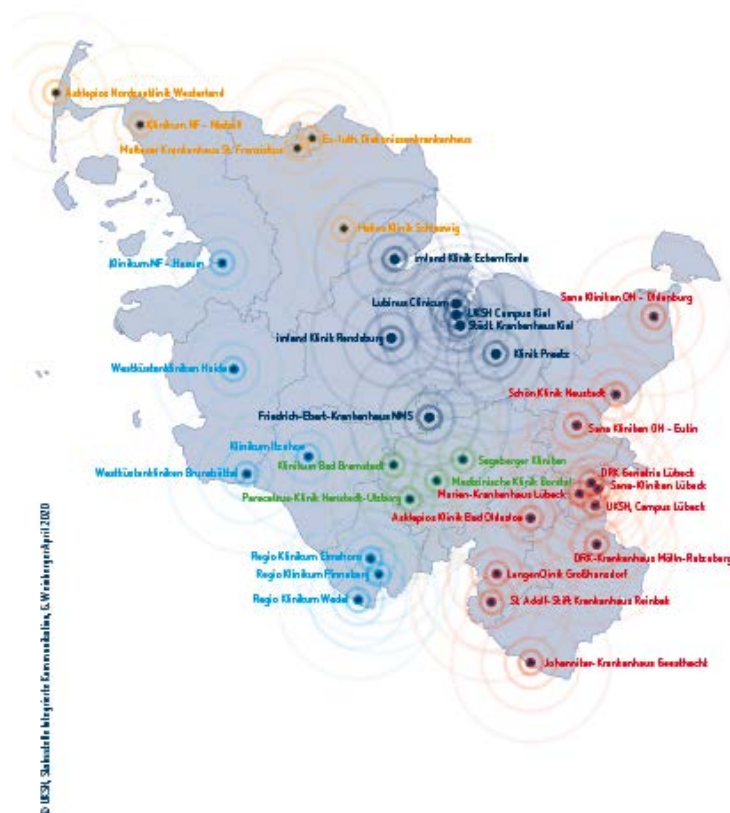 Asklepios Nordseeklinik Westerland
Klinikum NF - Niebüll
Ev.-luth. Diakonissenkrankenhaus
Malteser Krankenhaus St. Franziskus
Helios Klinik Schleswig
Klinikum NF - Husum
imland Klinik Eckernförde
Sana Kliniken OH - Oldenburg
Lubinus Clinicum
UKSH Campus Kiel
Städt. Krankenhaus Kiel
imland Klinik Rendsburg
Klinik Preetz
Westküstenkliniken Heide
Schön Klinik Neustadt
Friedrich-Ebert-Krankenhaus NMS
Sana Kliniken OH - Eutin
Klinikum Itzehoe
Klinikum Bad Bramstedt
Segeberger Kliniken
Westküstenkliniken Brunsbüttel
DRK Geriatrie Lübeck
Medizinische Klinik Borstel
Sana-Kliniken Lübeck
Marien-Krankenhaus Lübeck
Paracelsus-Klinik Henstedt-Ulzburg
UKSH, Campus Lübeck
Asklepios Klinik Bad Oldesloe
DRK-Krankenhaus Mölln-Ratzeburg
Regio Klinikum Elmshorn
Regio Klinikum Pinneberg
LungenClinik Großhansdorf
Regio Klinikum Wedel
St. Adolf-Stift Krankenhaus Reinbek
Johanniter-Krankenhaus Geesthacht
© UKSH, Stabsstelle Integrierte Kommunikation, G. Weinberger April 2020